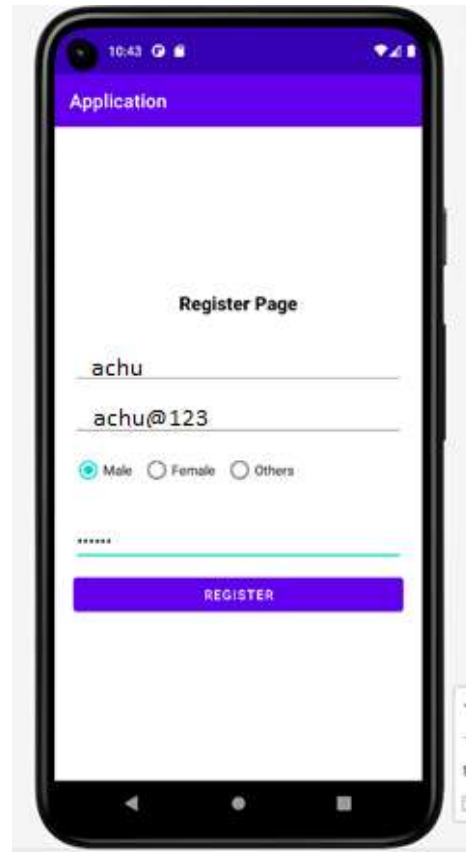 10:43
Application
Register Page
achu
achu@123
Male Female Others
••••••
REGISTER